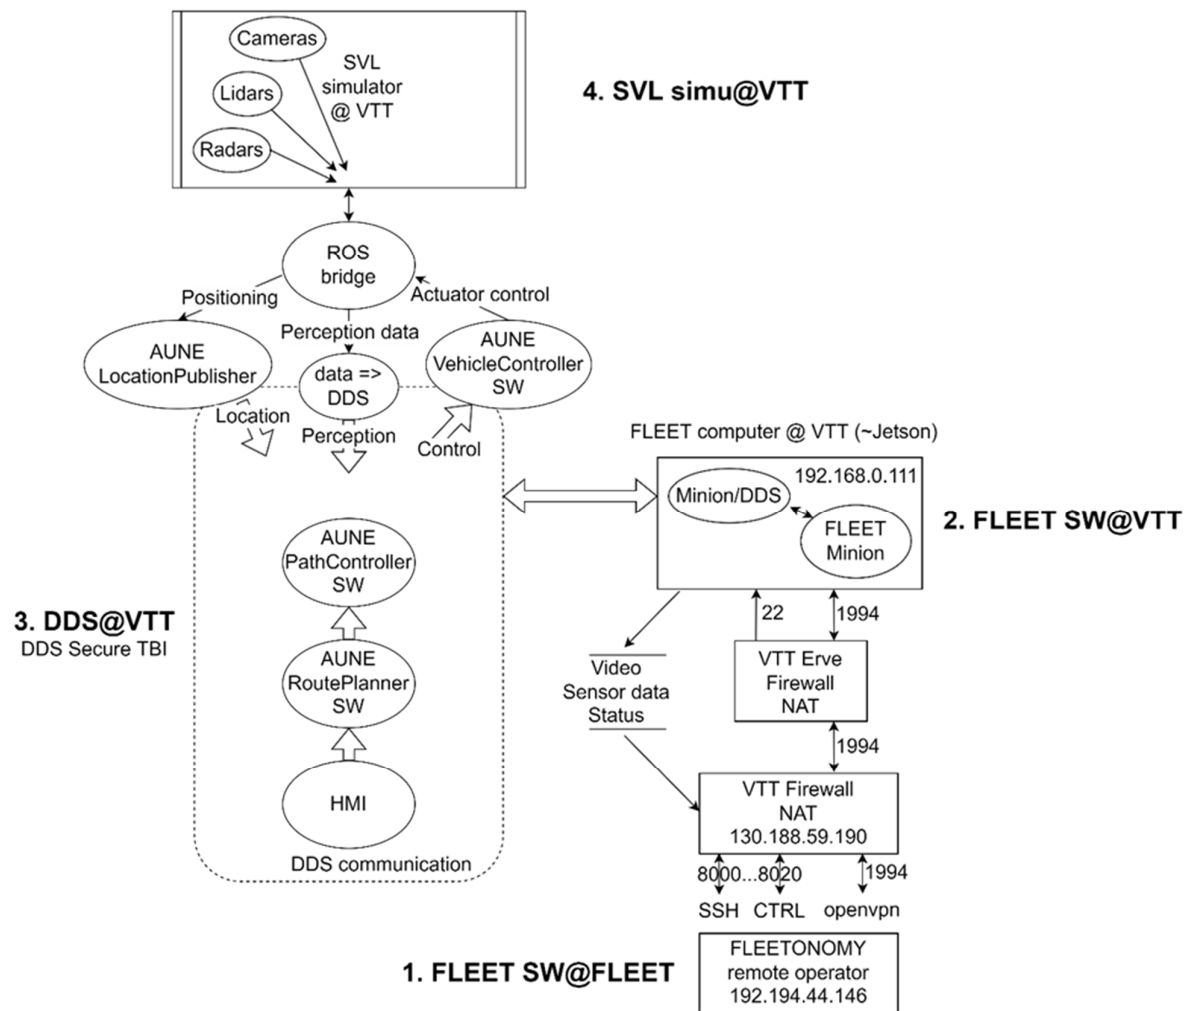 Cameras
SVL
simulator
@ VTT
Lidars
Radars
4. SVL simu@VTT
ROS
bridge
Positioning
Actuator control
Perception data
AUNE
LocationPublisher
data =>
DDS
AUNE
VehicleController
SW
Location
Perception
Control
FLEET computer @ VTT (~Jetson)
192.168.0.111
Minion/DDS
FLEET
Minion
2. FLEET SW@VTT
AUNE
PathController
SW
3. DDS@VTT
DDS Secure TBI
AUNE
RoutePlanner
SW
HMI
DDS communication
22
1994
VTT Erve
Firewall
NAT
Video
Sensor data
Status
1994
VTT Firewall
NAT
130.188.59.190
8000...8020
1994
SSH
CTRL
openvpn
1. FLEET SW@FLEET
FLEETONOMY
remote operator
192.194.44.146